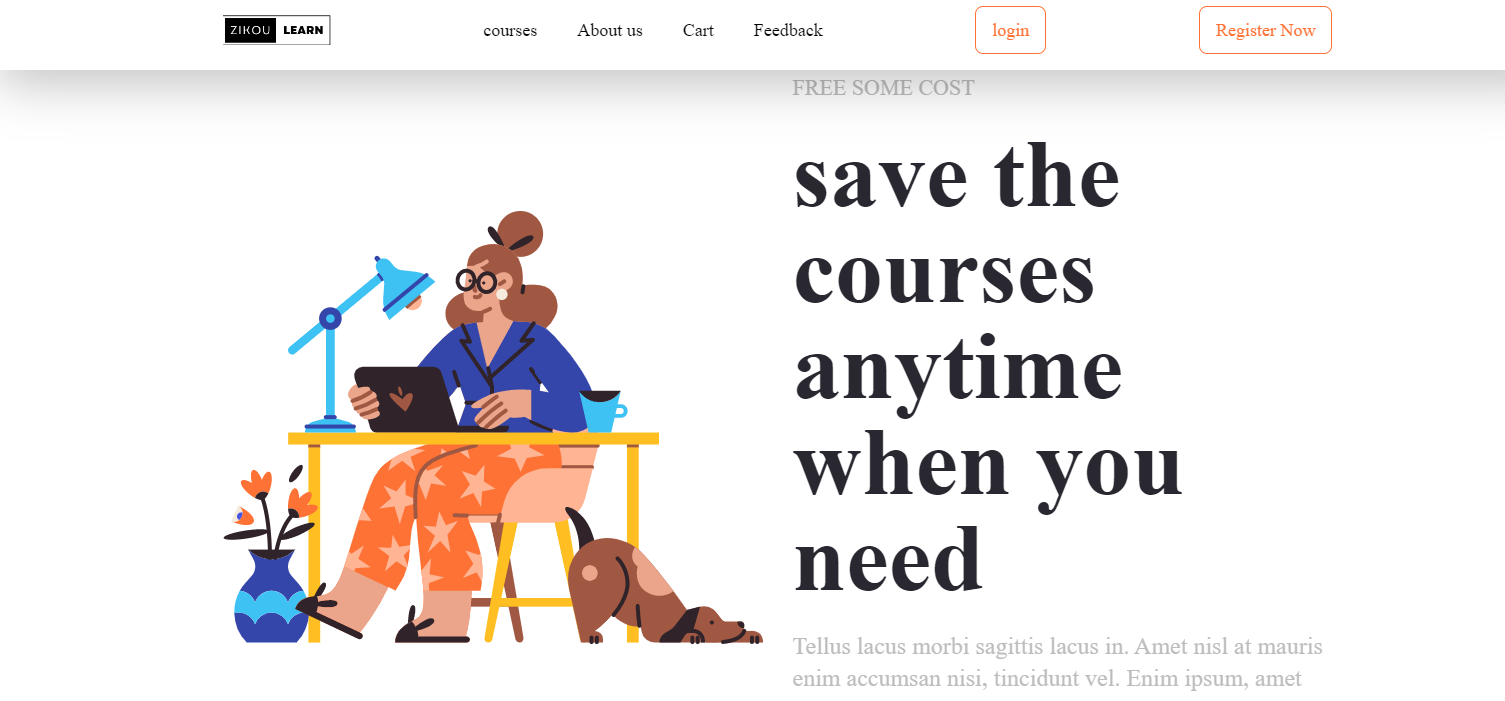 ZIKOU LEARN
courses About us Cart Feedback login Register Now
FREE SOME COST
save the
courses
anytime
when you
need
Tellus lacus morbi sagittis lacus in. Amet nisl at mauris
enim accumsan nisi, tincidunt vel. Enim ipsum, amet